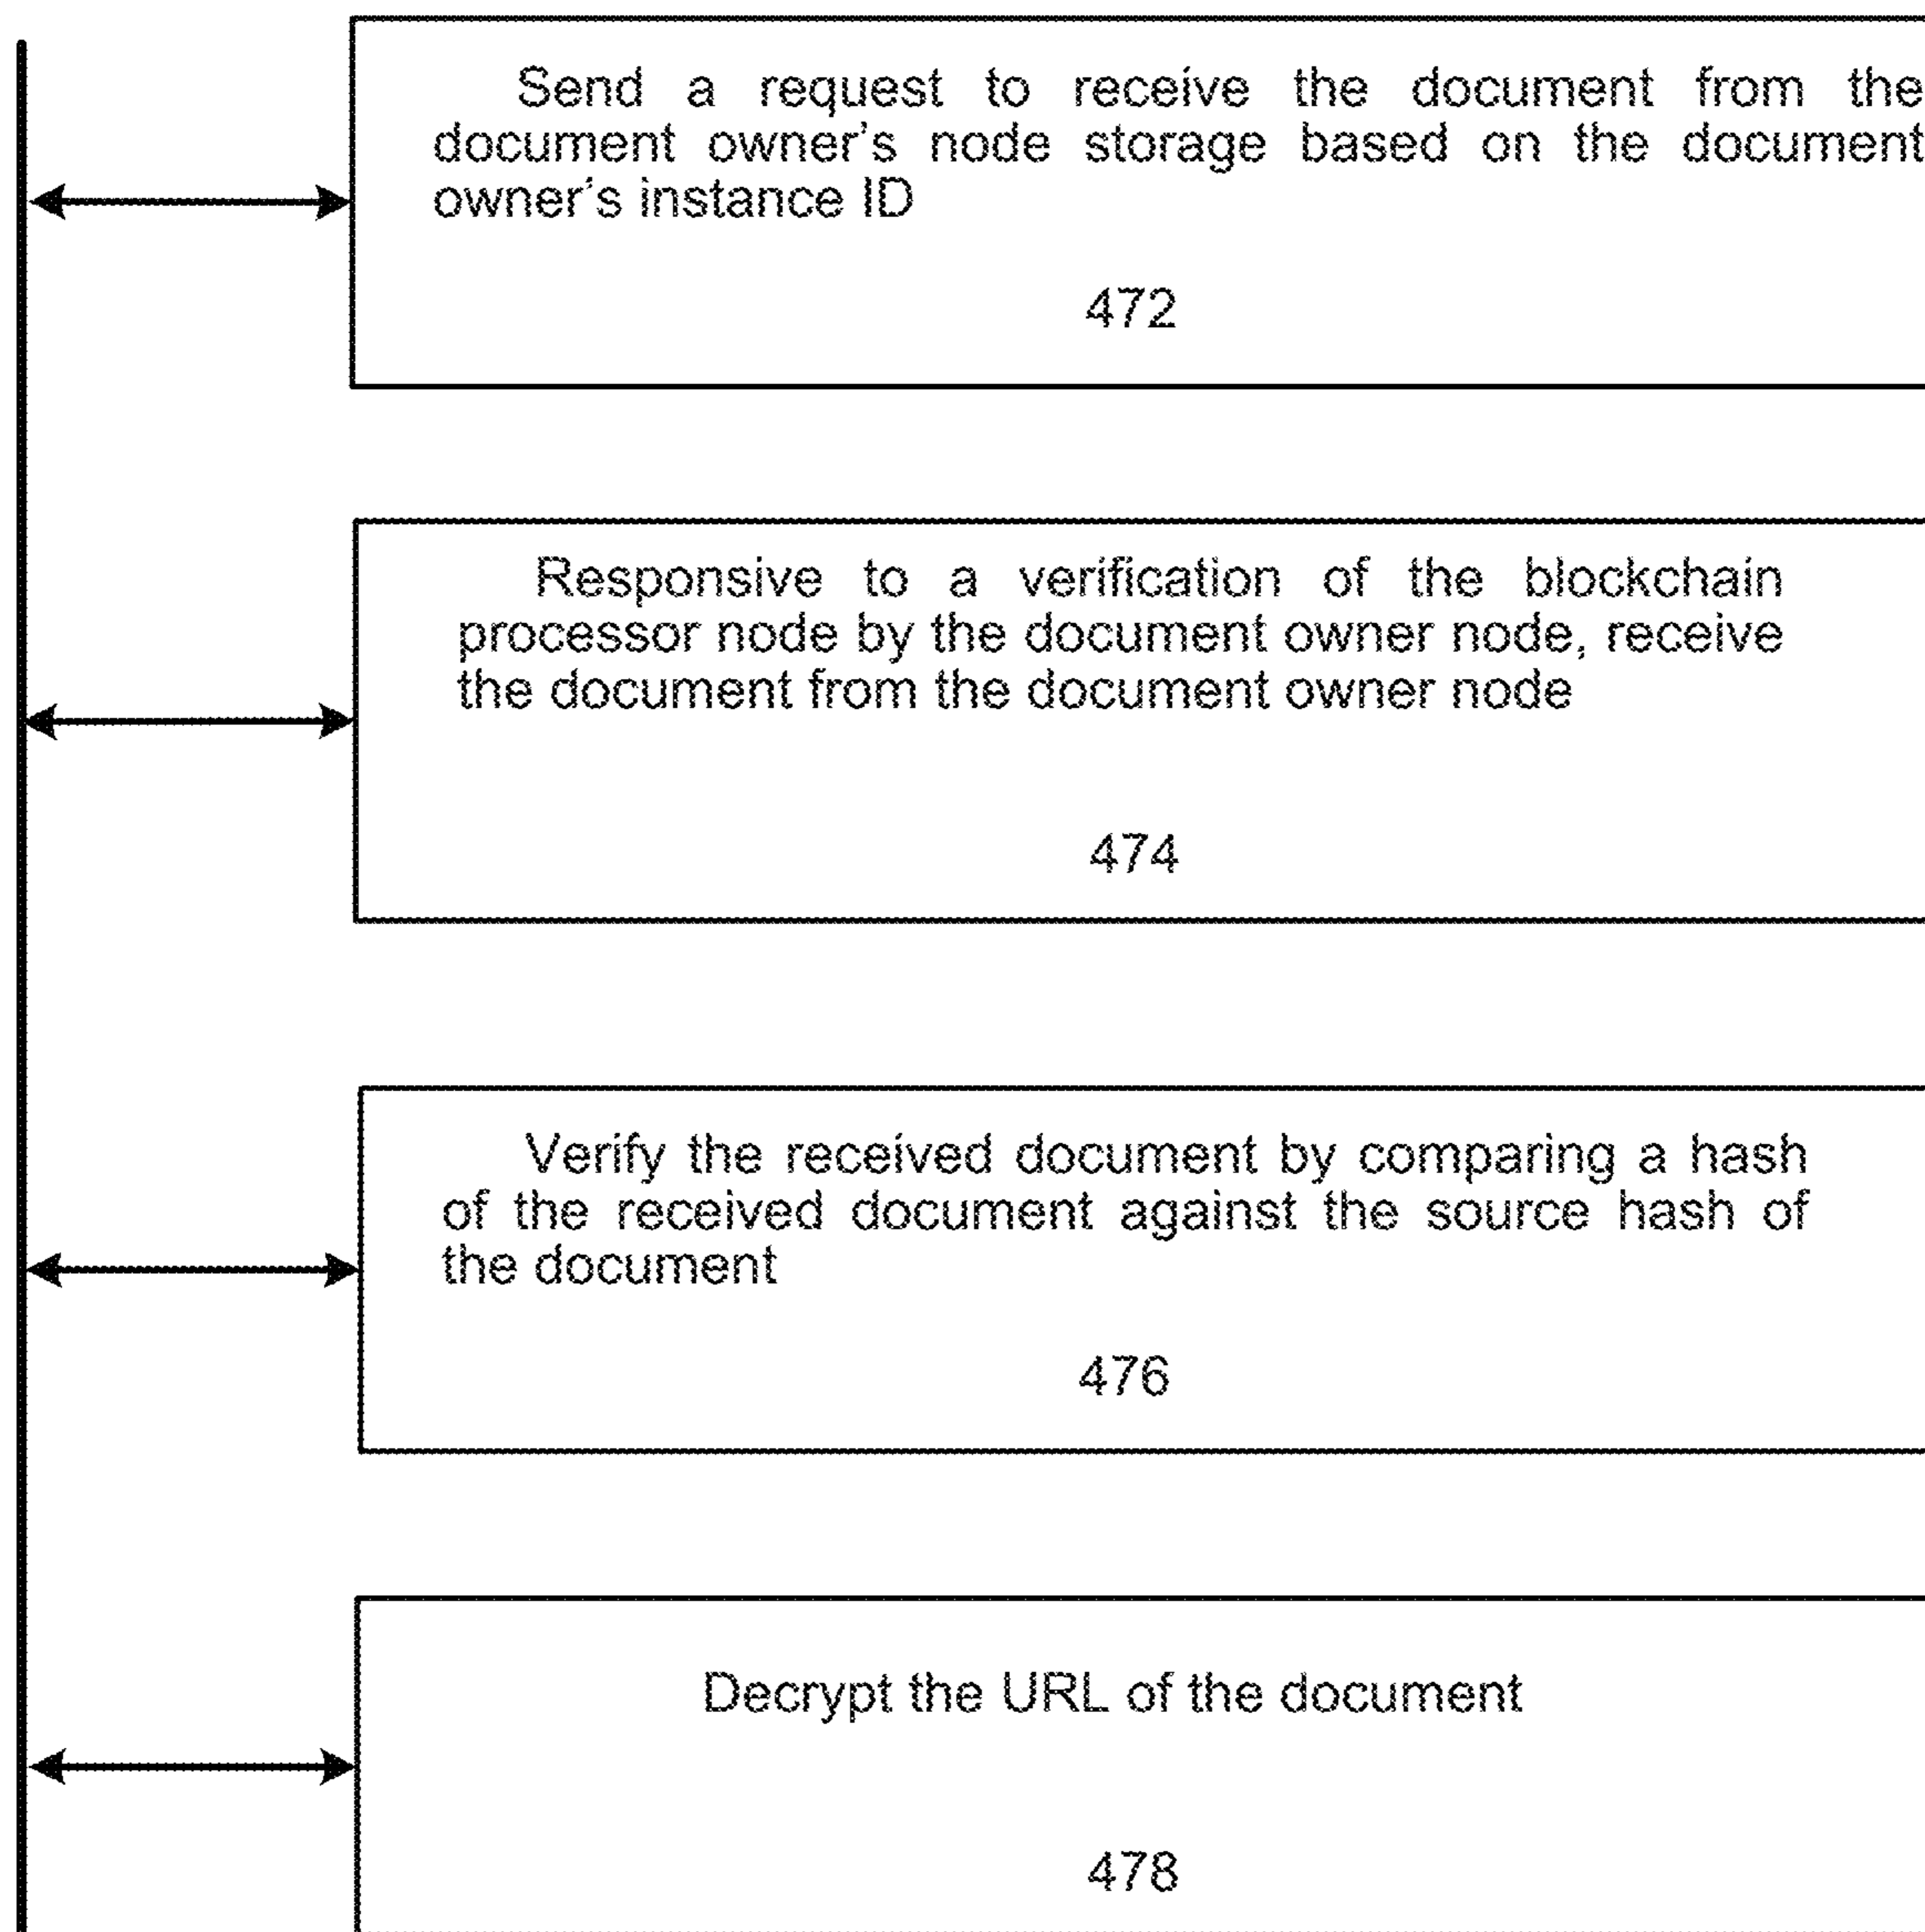 Send a request to receive the document from the
document owner's node storage based on the document
owner's instance ID
472
Responsive to a verification of the blockchain
processor node by the document owner node, receive
the document from the document owner node
474
Verify the received document by comparing a hash
of the received document against the source hash of
the document
476
Decrypt the URL of the document
478